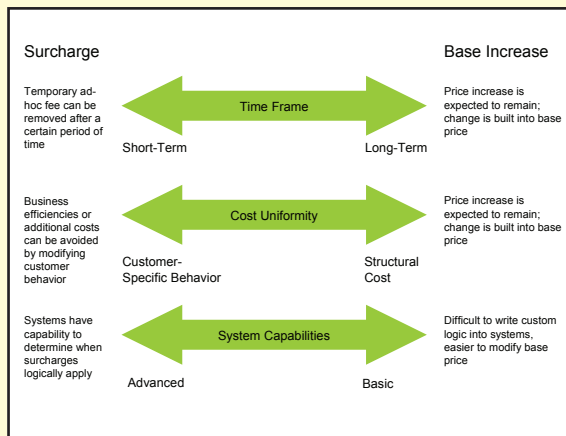 Surcharge
Base Increase
Temporary ad-
hoc fee can be
removed after a
certain period of
time
Time Frame
Short-Term
Long-Term
Price increase is
expected to remain;
change is built into base
price
Business
efficiencies or
additional costs
can be avoided
by modifying
customer
behavior
Cost Uniformity
Customer-
Specific Behavior
Structural
Cost
Price increase is
expected to remain;
change is built into base
price
Systems have
capability to
determine when
surcharges
logically apply
System Capabilities
Advanced
Basic
Difficult to write custom
logic into systems,
easier to modify base
price